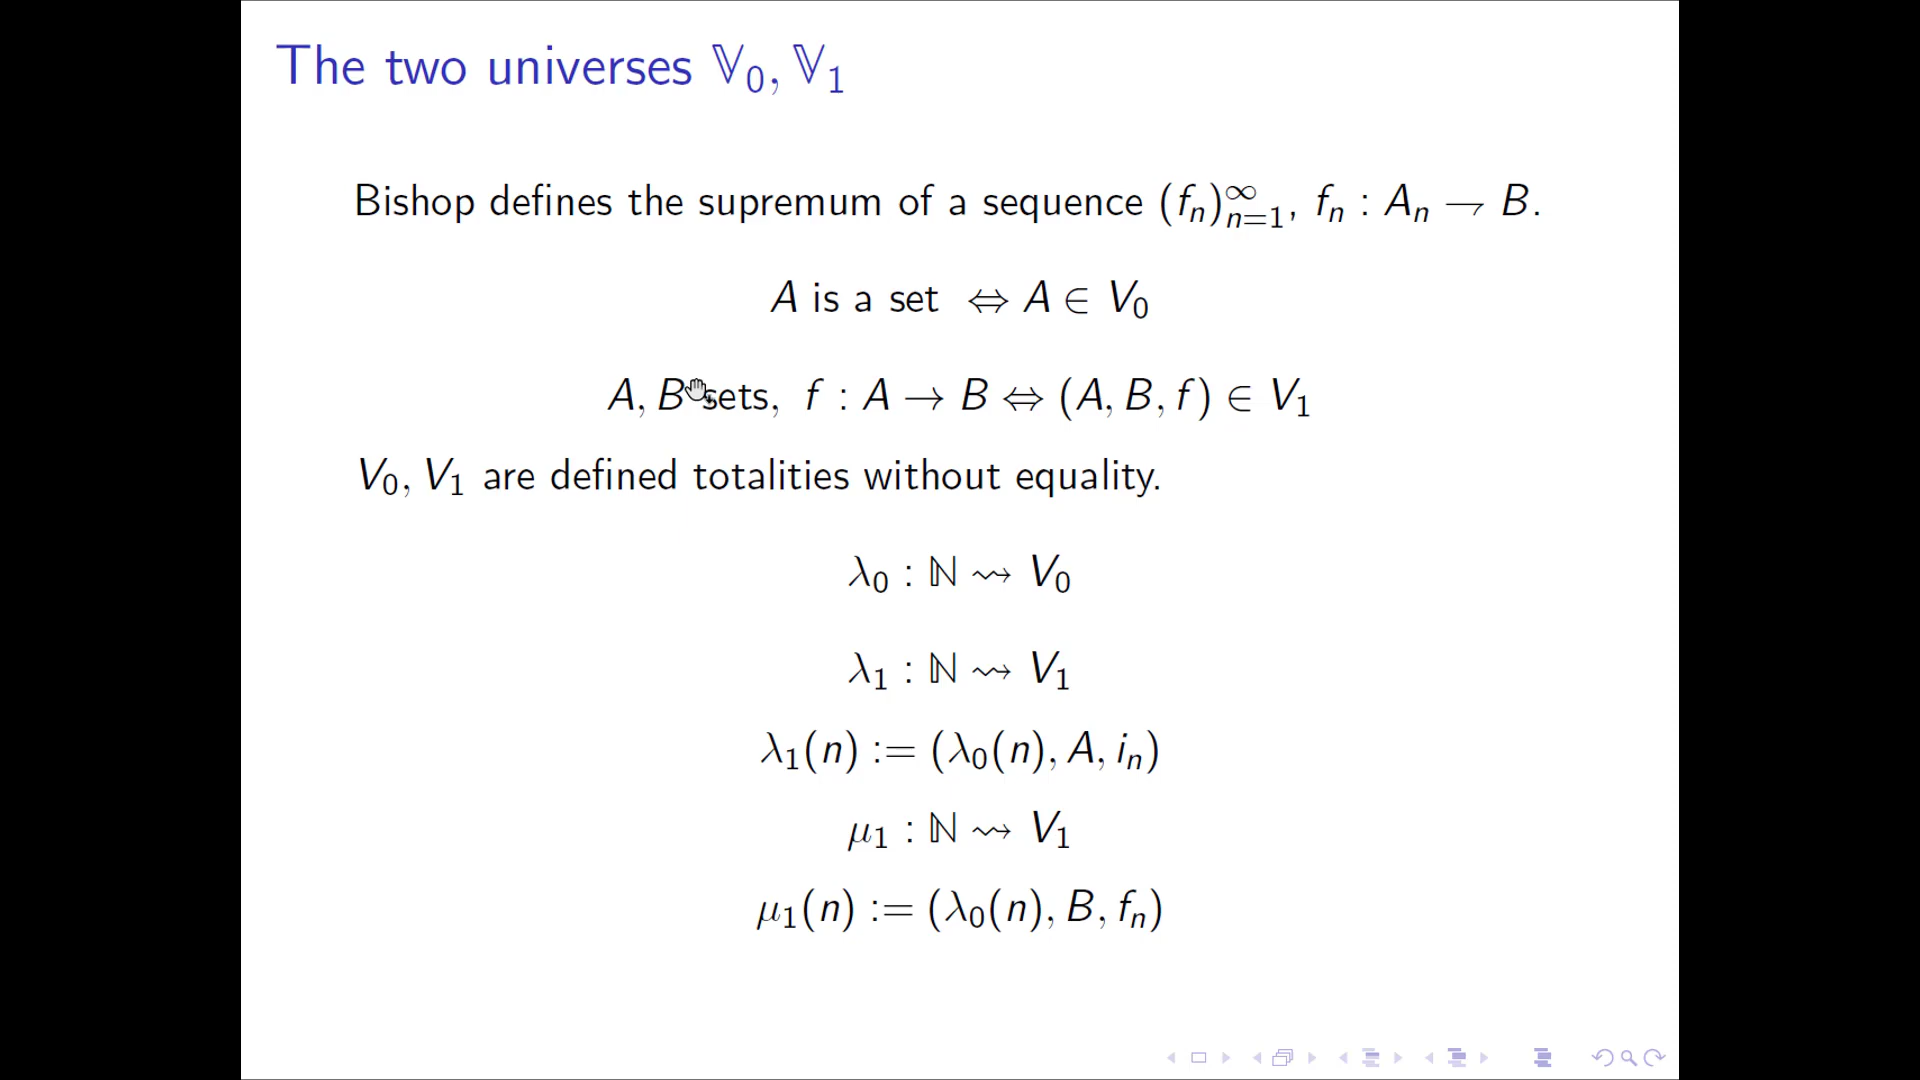 The two universes 𝕍₀, 𝕍₁
Bishop defines the supremum of a sequence (fₙ)ₙ₌₁^∞, fₙ : Aₙ ⇁ B.
A is a set ⇔ A ∈ V₀
A, B sets, f : A → B ⇔ (A, B, f) ∈ V₁
V₀, V₁ are defined totalities without equality.
λ₀ : ℕ ⇝ V₀
λ₁ : ℕ ⇝ V₁
λ₁(n) := (λ₀(n), A, iₙ)
μ₁ : ℕ ⇝ V₁
μ₁(n) := (λ₀(n), B, fₙ)